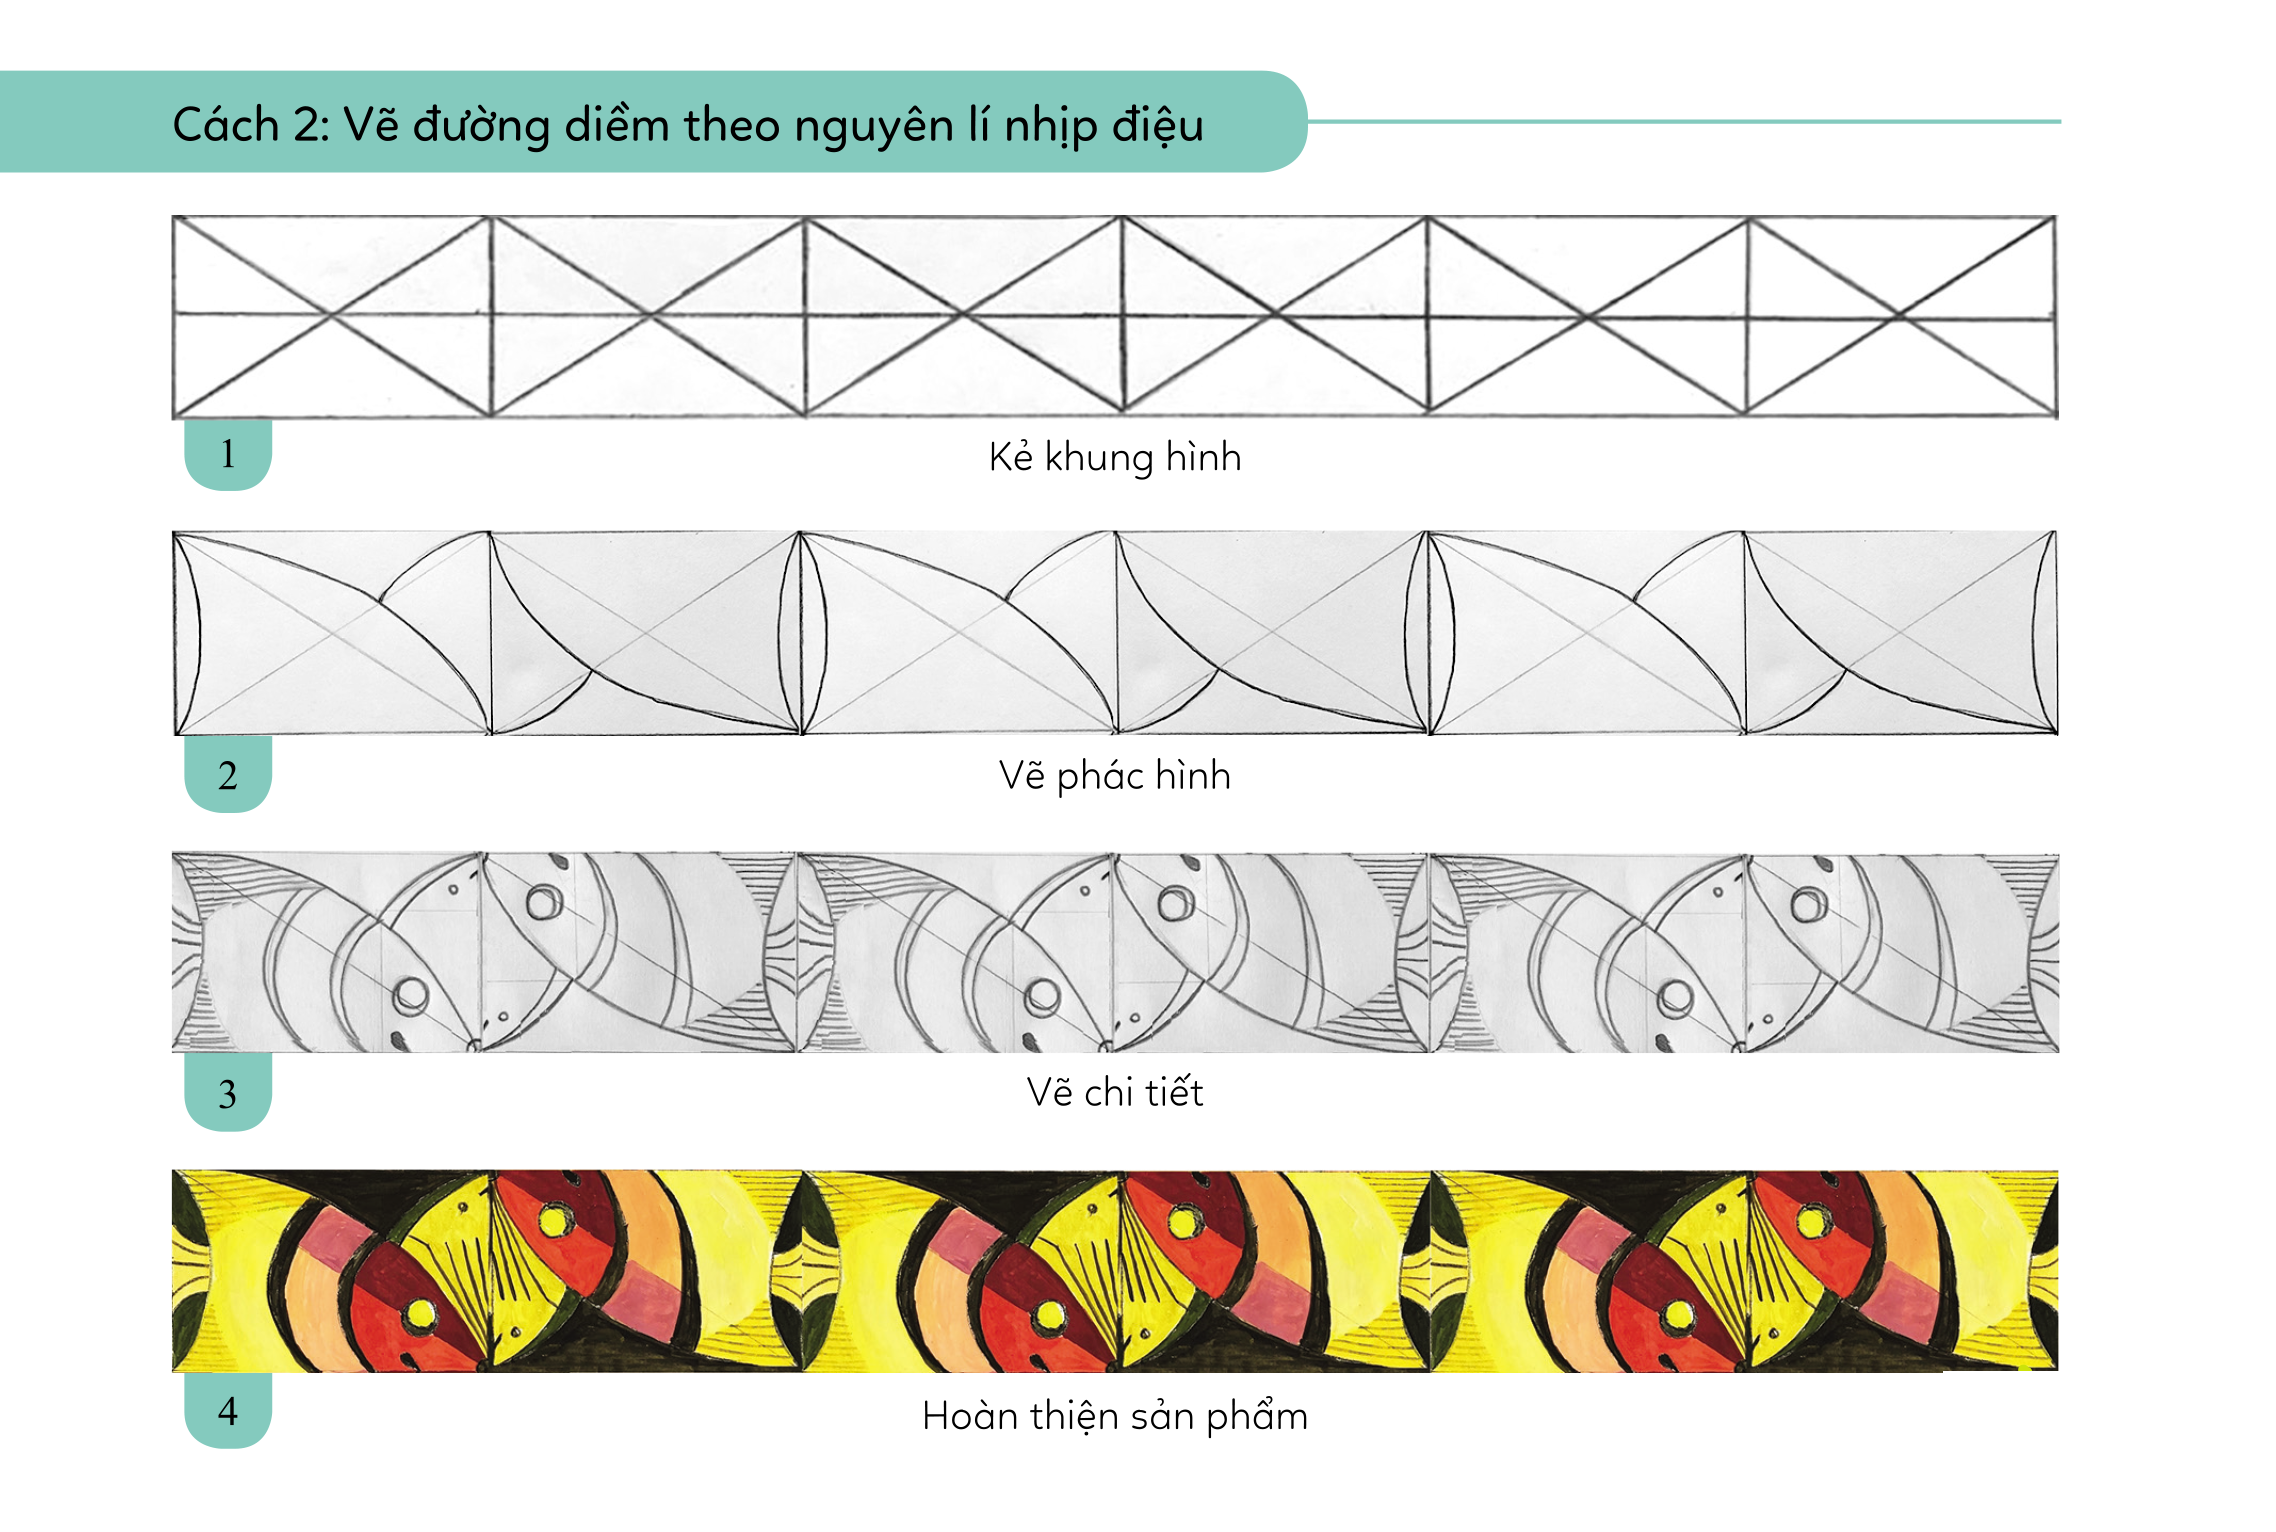 Cách 2: Vẽ đường diềm theo nguyên lí nhịp điệu
1
Kẻ khung hình
2
Vẽ phác hình
3
Vẽ chi tiết
4
Hoàn thiện sản phẩm